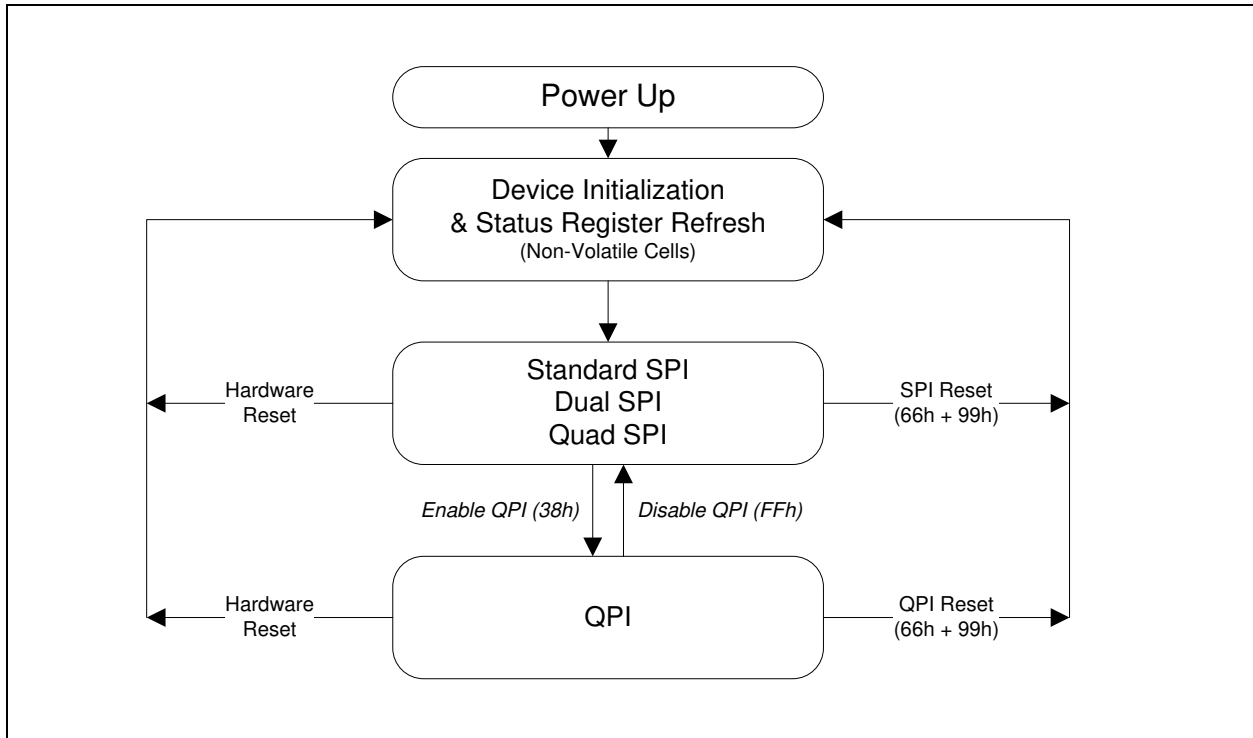 Power Up
Device Initialization
& Status Register Refresh
(Non-Volatile Cells)
Standard SPI
Dual SPI
Quad SPI
Hardware
Reset
SPI Reset
(66h + 99h)
Enable QPI (38h)
Disable QPI (FFh)
Hardware
Reset
QPI
QPI Reset
(66h + 99h)